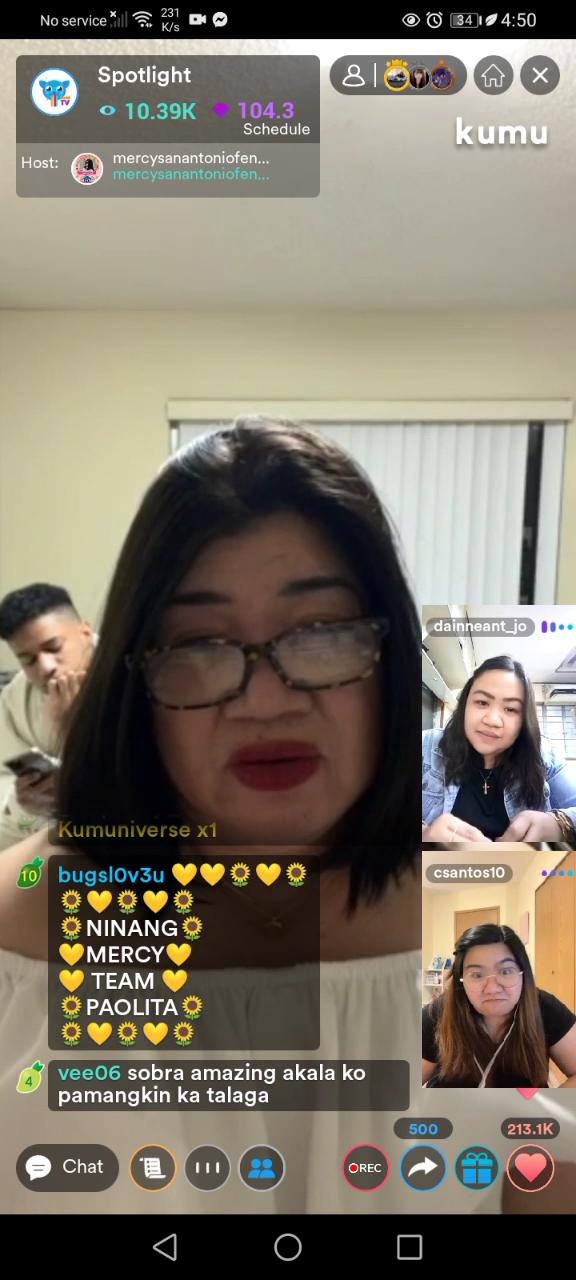 No service
231
K/s
34
4:50
Spotlight
TV
10.39K
104.3
Schedule
Host:
mercysanantoniofen...
mercysanantoniofen...
kumu
dainneant_jo
Kumuniverse x1
10
bugsl0v3u 💛💛🌻💛🌻
🌻💛🌻💛🌻
🌻NINANG🌻
💛MERCY💛
💛 TEAM 💛
🌻PAOLITA🌻
🌻💛🌻💛🌻
csantos10
4
vee06 sobra amazing akala ko
pamangkin ka talaga
500
213.1K
Chat
REC